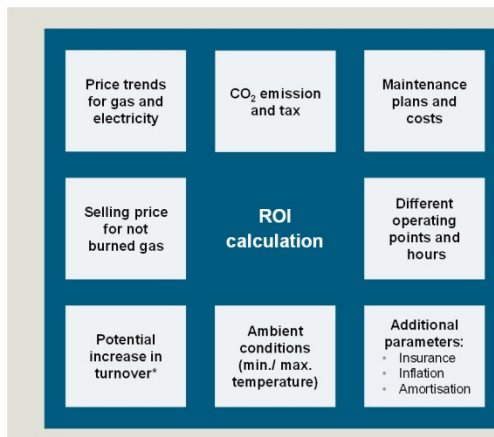 Price trends
for gas and
electricity
CO₂ emission
and tax
Maintenance
plans and
costs
Selling price
for not
burned gas
ROI
calculation
Different
operating
points and
hours
Potential
increase in
turnover*
Ambient
conditions
(min./ max.
temperature)
Additional
parameters:
• Insurance
• Inflation
• Amortisation